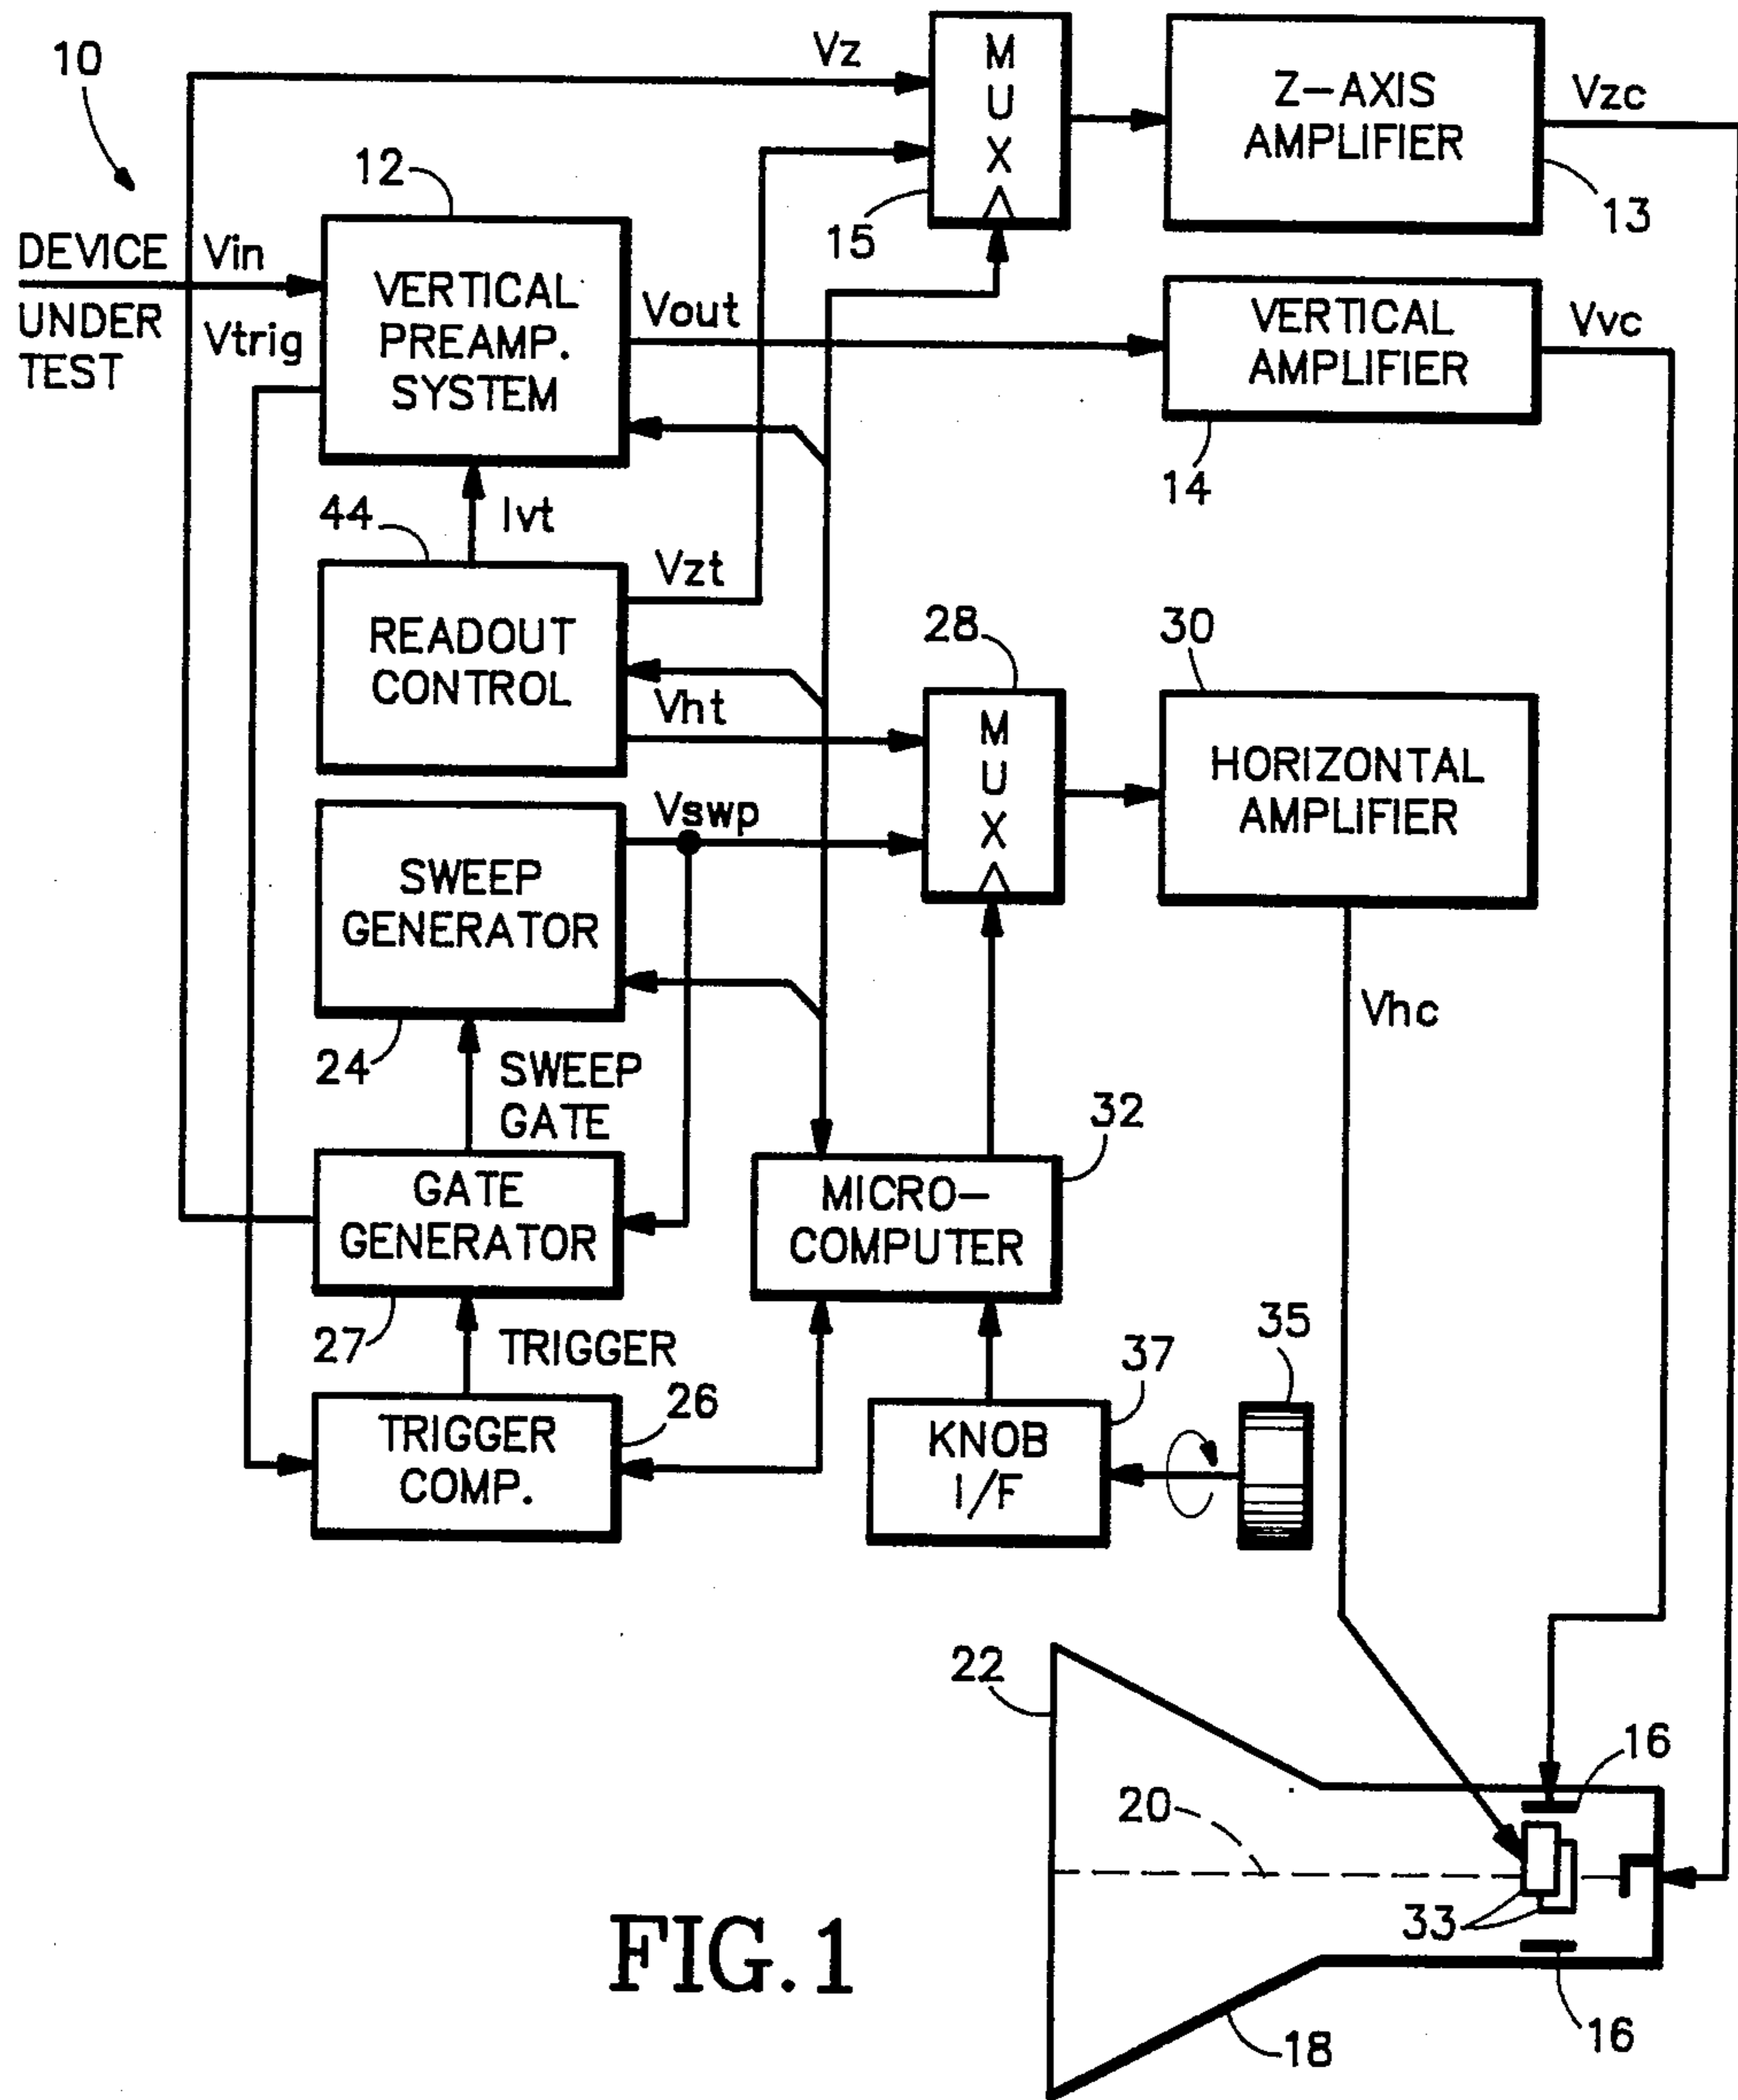 10
Vz
M
U
X
15
Z-AXIS
AMPLIFIER
Vzc
13
12
DEVICE
UNDER
TEST
Vin
Vtrig
VERTICAL
PREAMP.
SYSTEM
Vout
VERTICAL
AMPLIFIER
Vvc
14
44
Ivt
READOUT
CONTROL
Vzt
Vht
28
M
U
X
30
HORIZONTAL
AMPLIFIER
Vswp
SWEEP
GENERATOR
24
SWEEP
GATE
Vhc
GATE
GENERATOR
27
32
MICRO-
COMPUTER
TRIGGER
26
TRIGGER
COMP.
37
KNOB
I/F
35
22
16
20
33
16
18
FIG.1